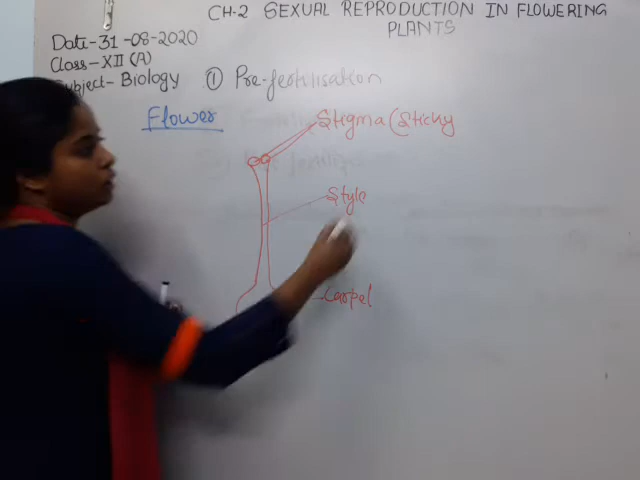 CH-2 SEXUAL REPRODUCTION IN FLOWERING
PLANTS
Date-31-08-2020
Class-XII (A)
Subject- Biology
① Pre-fertilisation
Flower
Stigma (Sticky
Style
Carpel